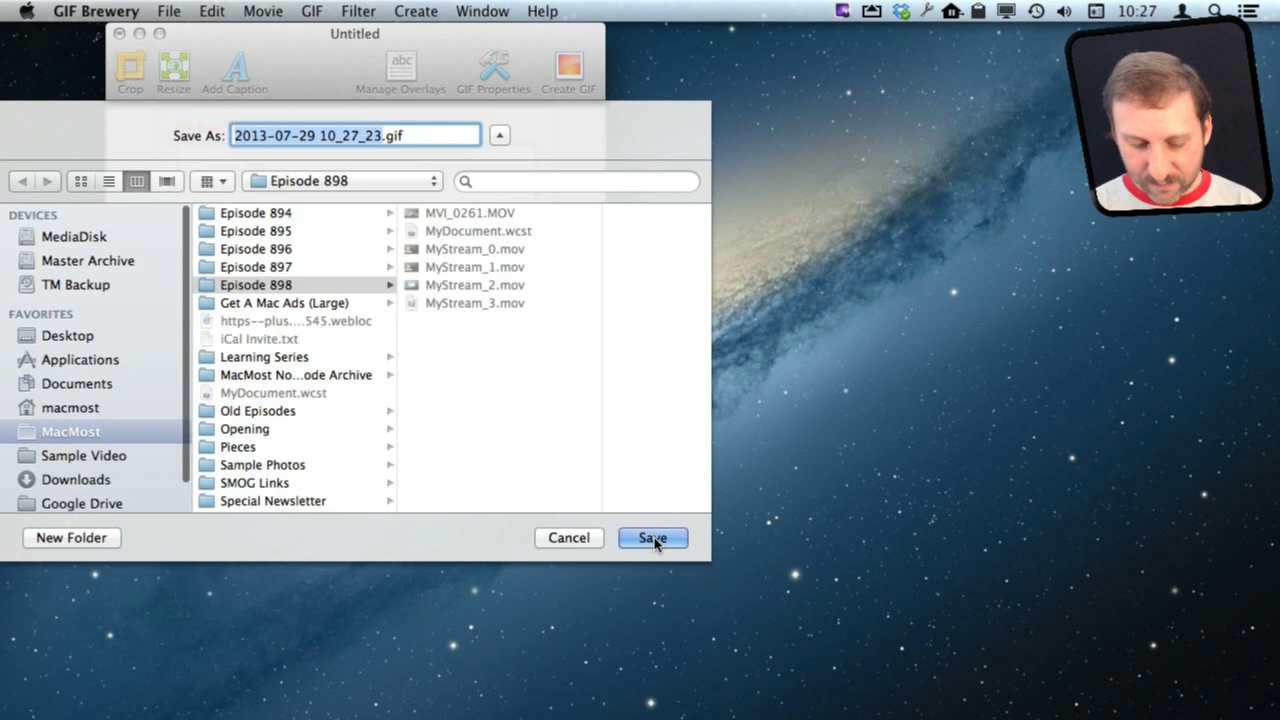 GIF Brewery File Edit Movie GIF Filter Create Window Help 10:27
Untitled
abc
Crop Resize Add Caption Manage Overlays GIF Properties Create GIF
Save As: 2013-07-29 10_27_23.gif
Episode 898
DEVICES
MediaDisk
Master Archive
TM Backup
FAVORITES
Desktop
Applications
Documents
macmost
MacMost
Sample Video
Downloads
Google Drive
Episode 894
Episode 895
Episode 896
Episode 897
Episode 898
Get A Mac Ads (Large)
https--plus....545.webloc
iCal Invite.txt
Learning Series
MacMost No...ode Archive
MyDocument.wcst
Old Episodes
Opening
Pieces
Sample Photos
SMOG Links
Special Newsletter
MVI_0261.MOV
MyDocument.wcst
MyStream_0.mov
MyStream_1.mov
MyStream_2.mov
MyStream_3.mov
New Folder Cancel Save